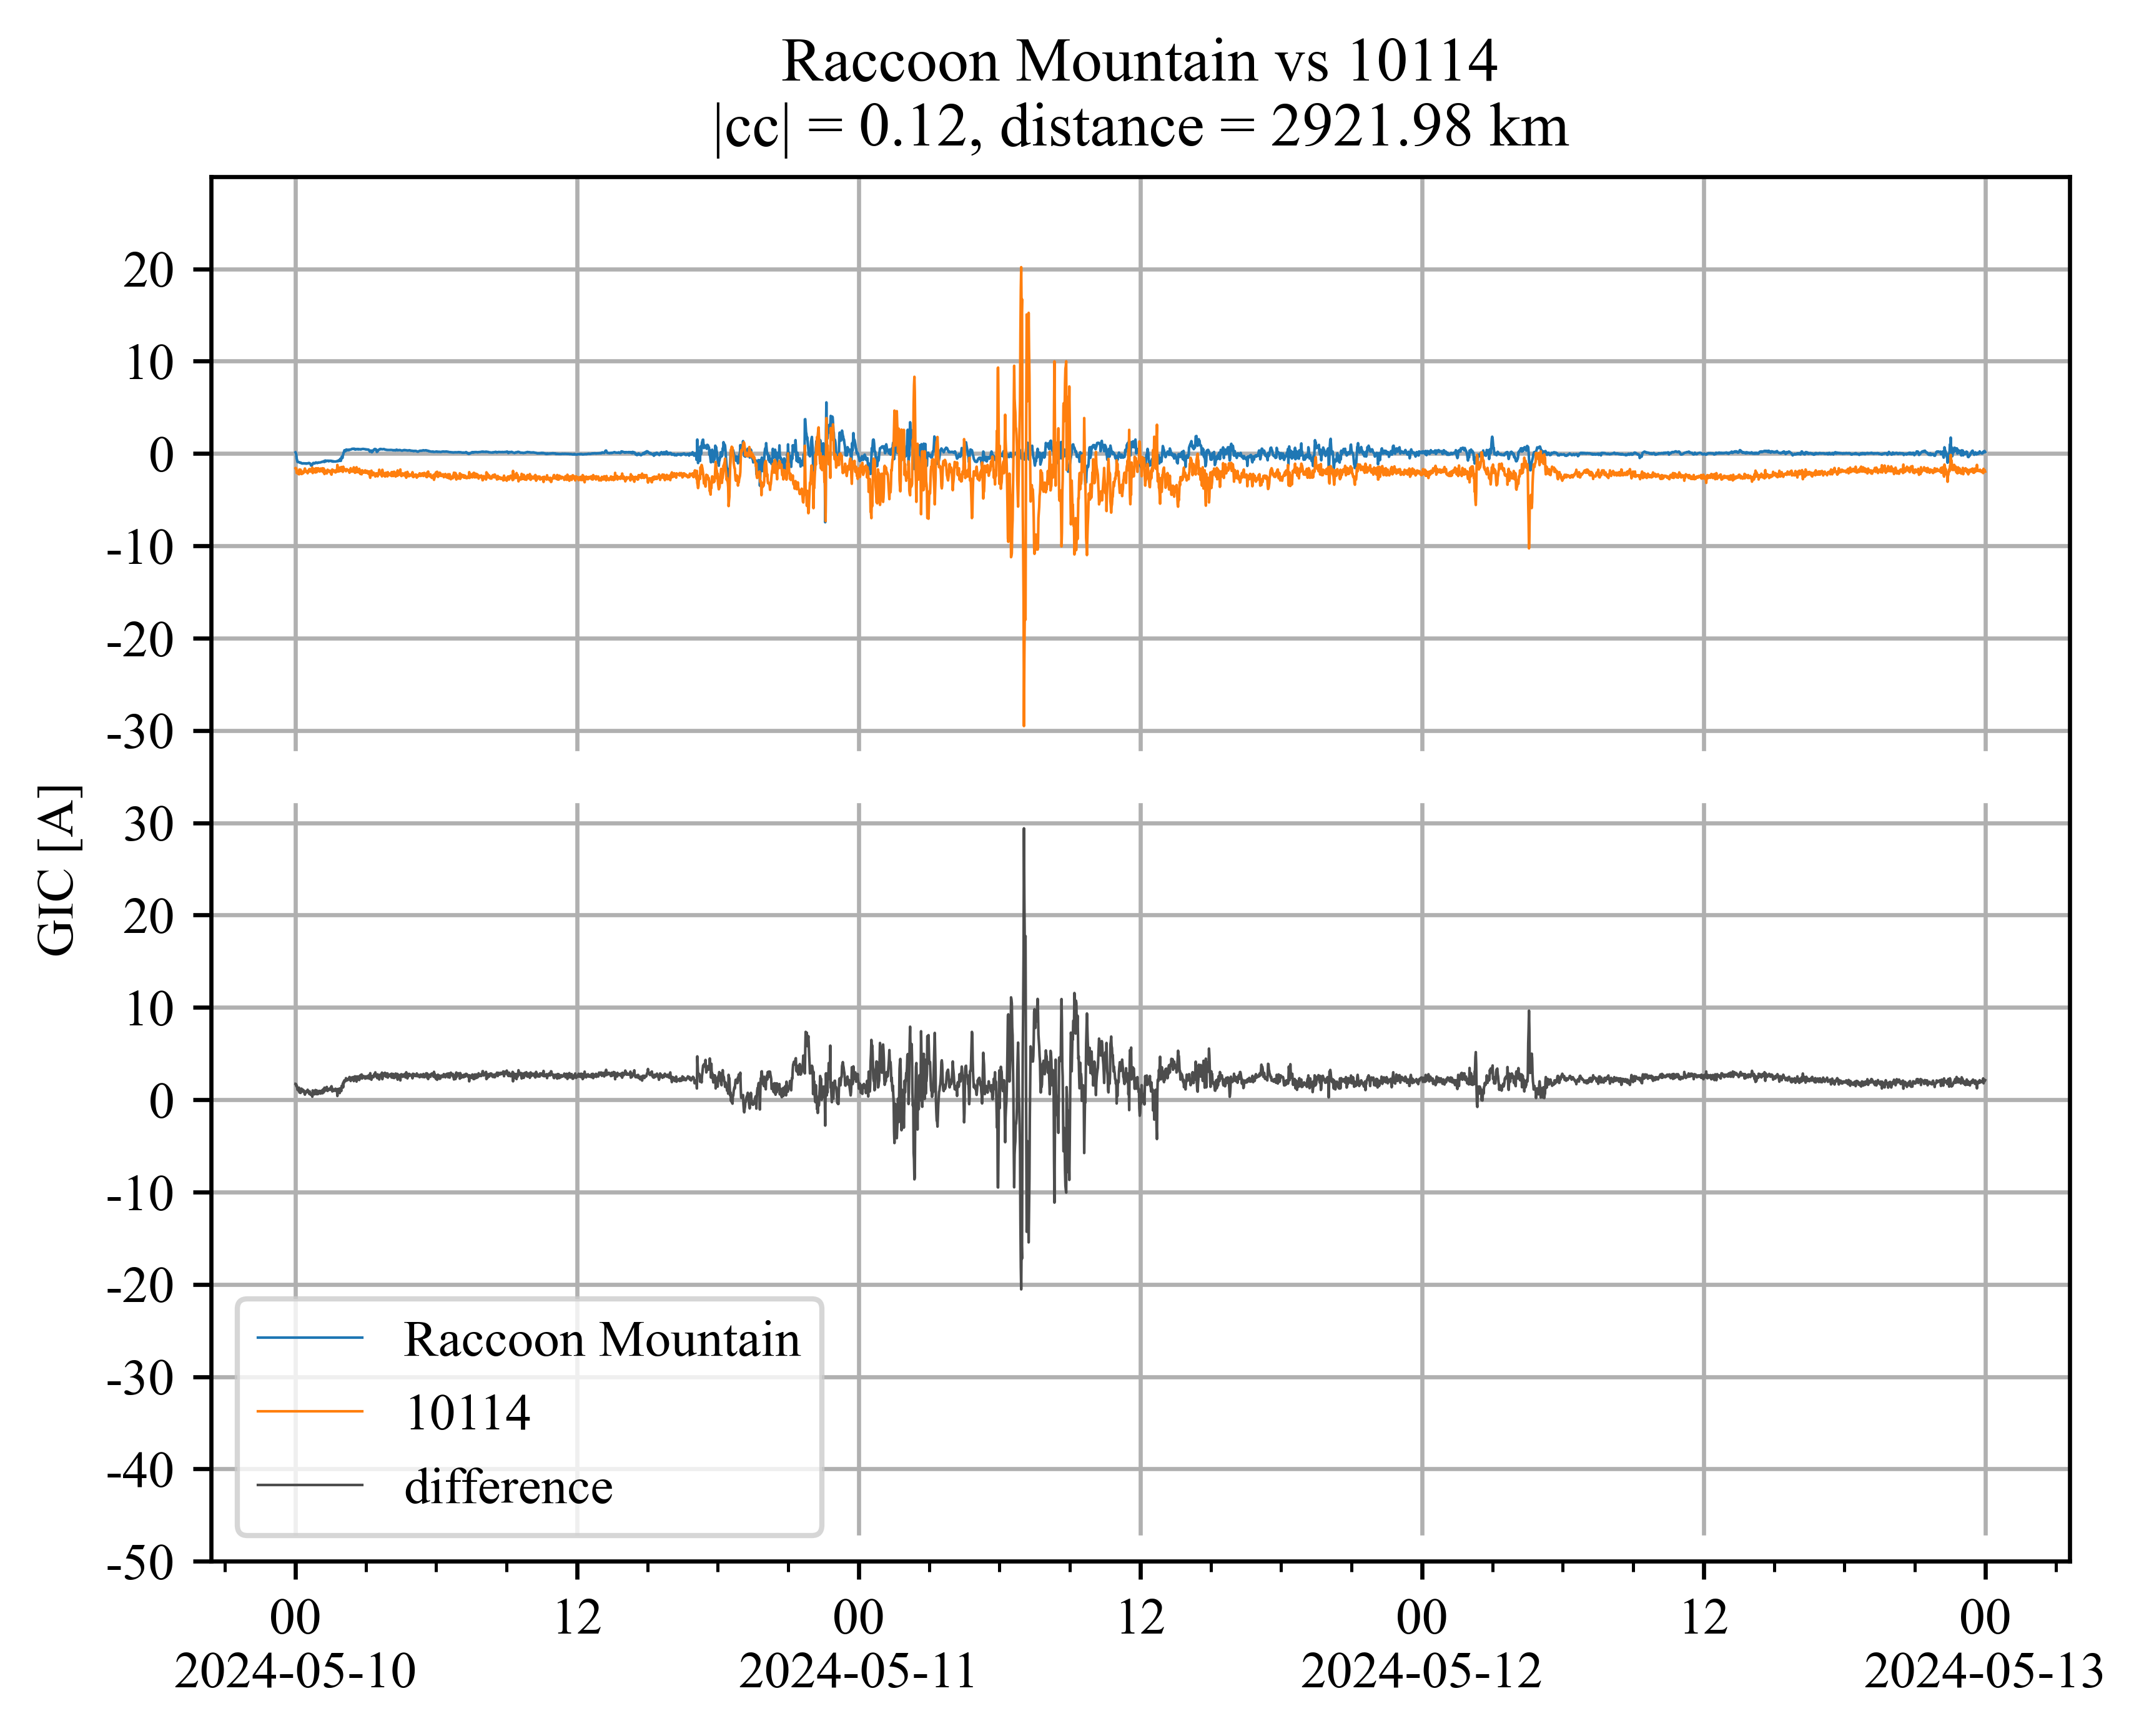 Raccoon Mountain vs 10114
|cc| = 0.12, distance = 2921.98 km
GIC [A]
20
10
0
-10
-20
-30
30
20
10
0
-10
-20
-30
-40
-50
Raccoon Mountain
10114
difference
00 12 00 12 00 12 00
2024-05-10 2024-05-11 2024-05-12 2024-05-13